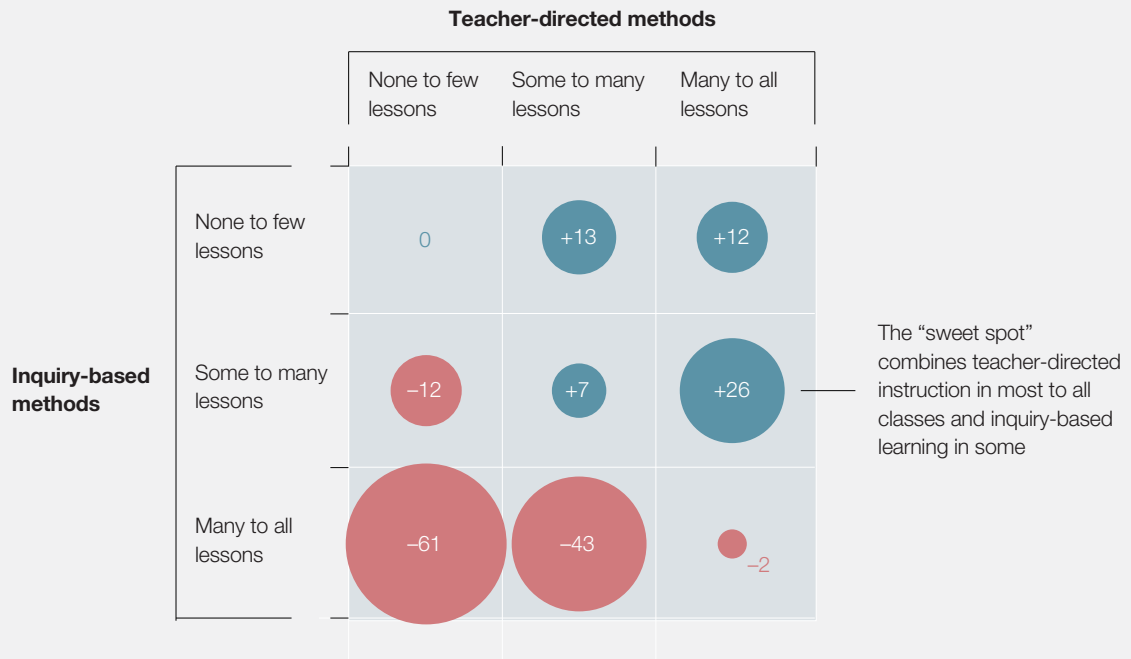 Teacher-directed methods
None to few
lessons
Some to many
lessons
Many to all
lessons
Inquiry-based
methods
None to few
lessons
0
+13
+12
Some to many
lessons
–12
+7
+26
The “sweet spot”
combines teacher-directed
instruction in most to all
classes and inquiry-based
learning in some
Many to all
lessons
–61
–43
–2